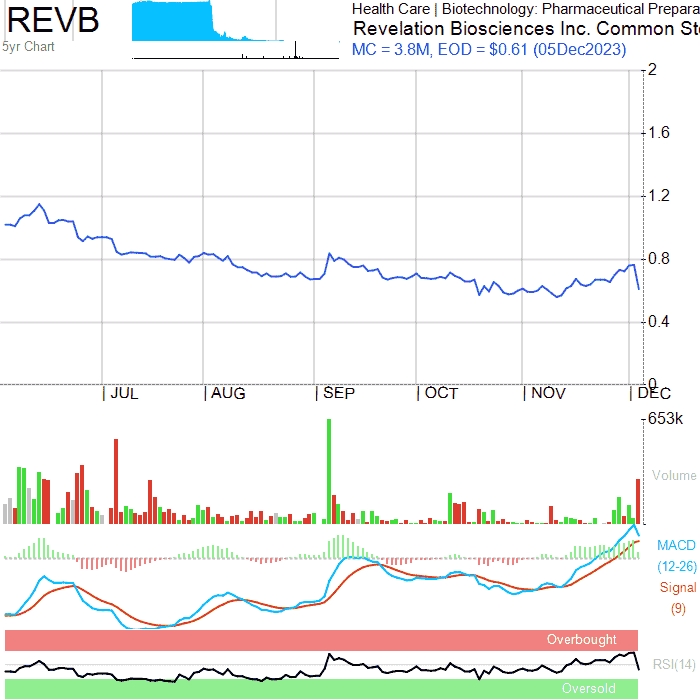 REVB
5yr Chart
Health Care | Biotechnology: Pharmaceutical Prepara
Revelation Biosciences Inc. Common Sto
MC = 3.8M, EOD = $0.61 (05Dec2023)
2
1.6
1.2
0.8
0.4
0
| JUL | AUG | SEP | OCT | NOV | DEC
653k
Volume
MACD
(12-26)
Signal
(9)
Overbought
RSI(14)
Oversold